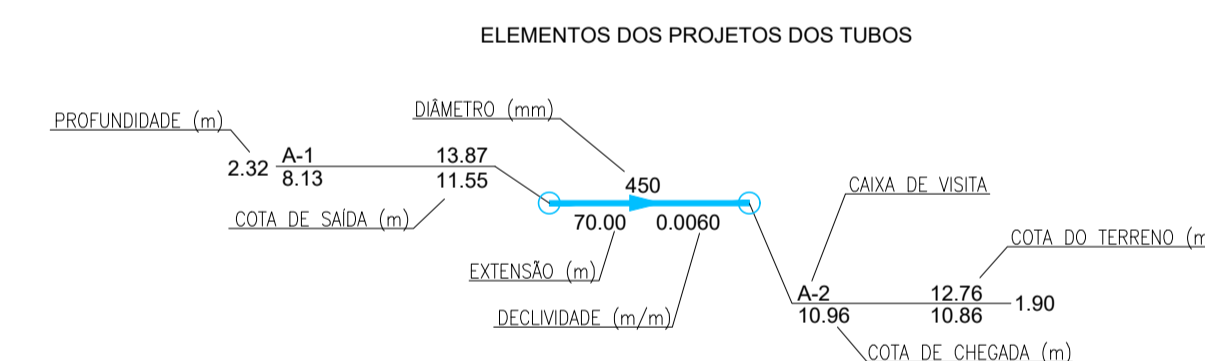 ELEMENTOS DOS PROJETOS DOS TUBOS
PROFUNDIDADE (m)
DIÂMETRO (mm)
2.32 A-1 13.87
8.13 11.55
COTA DE SAÍDA (m)
450
70.00 0.0060
EXTENSÃO (m)
DECLIVIDADE (m/m)
CAIXA DE VISITA
COTA DO TERRENO (m
A-2 12.76 1.90
10.96 10.86
COTA DE CHEGADA (m)